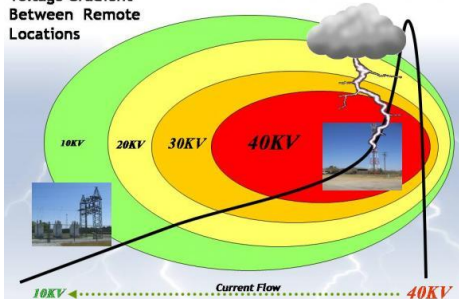 Between Remote
Locations
10KV
20KV
30KV
40KV
10KV
Current Flow
40KV